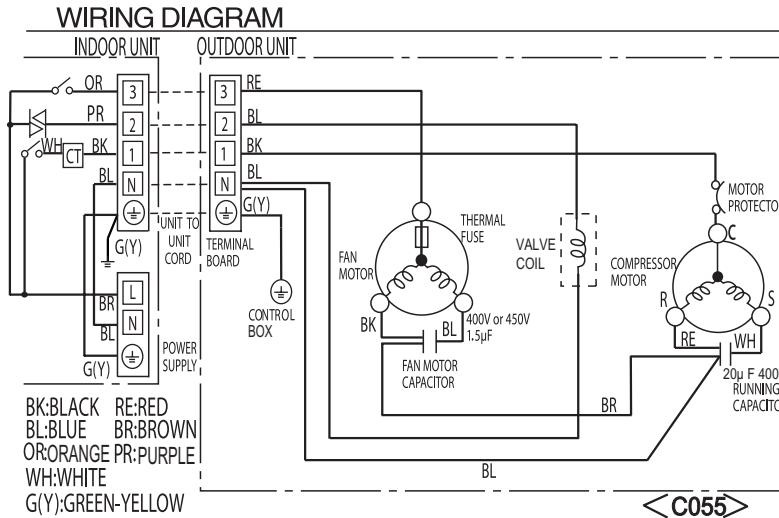 WIRING DIAGRAM
INDOOR UNIT
OUTDOOR UNIT
OR
3
3
RE
PR
2
2
BL
WH
CT
BK
1
1
BK
BL
N
N
BL
G(Y)
UNIT TO
UNIT
CORD
TERMINAL
BOARD
G(Y)
CONTROL
BOX
L
BR
N
BL
G(Y)
POWER
SUPPLY
THERMAL
FUSE
FAN
MOTOR
BK
BL
400V or 450V
1.5µF
FAN MOTOR
CAPACITOR
VALVE
COIL
MOTOR
PROTECTO
C
COMPRESSOR
MOTOR
R
S
RE
WH
20µ F 400
RUNNING
CAPACITO
BR
BL
BK:BLACK RE:RED
BL:BLUE BR:BROWN
OR:ORANGE PR:PURPLE
WH:WHITE
G(Y):GREEN-YELLOW
<C055>